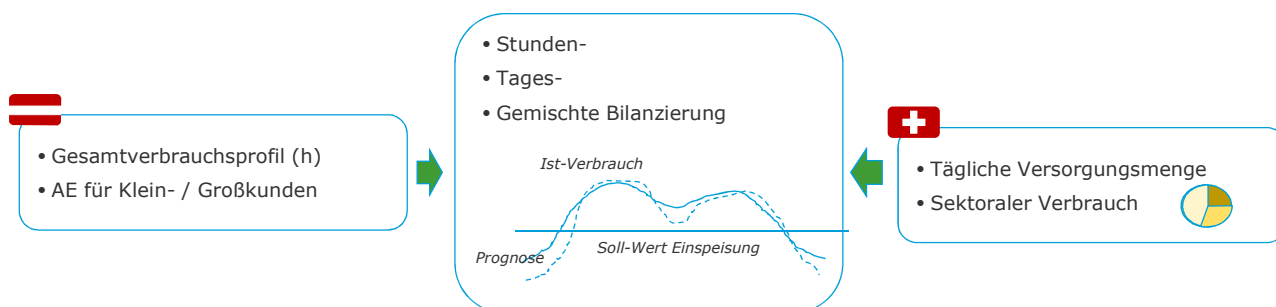 • Gesamtverbrauchsprofil (h)
• AE für Klein- / Großkunden
• Stunden-
• Tages-
• Gemischte Bilanzierung
Ist-Verbrauch
Soll-Wert Einspeisung
Prognose
• Tägliche Versorgungsmenge
• Sektoraler Verbrauch